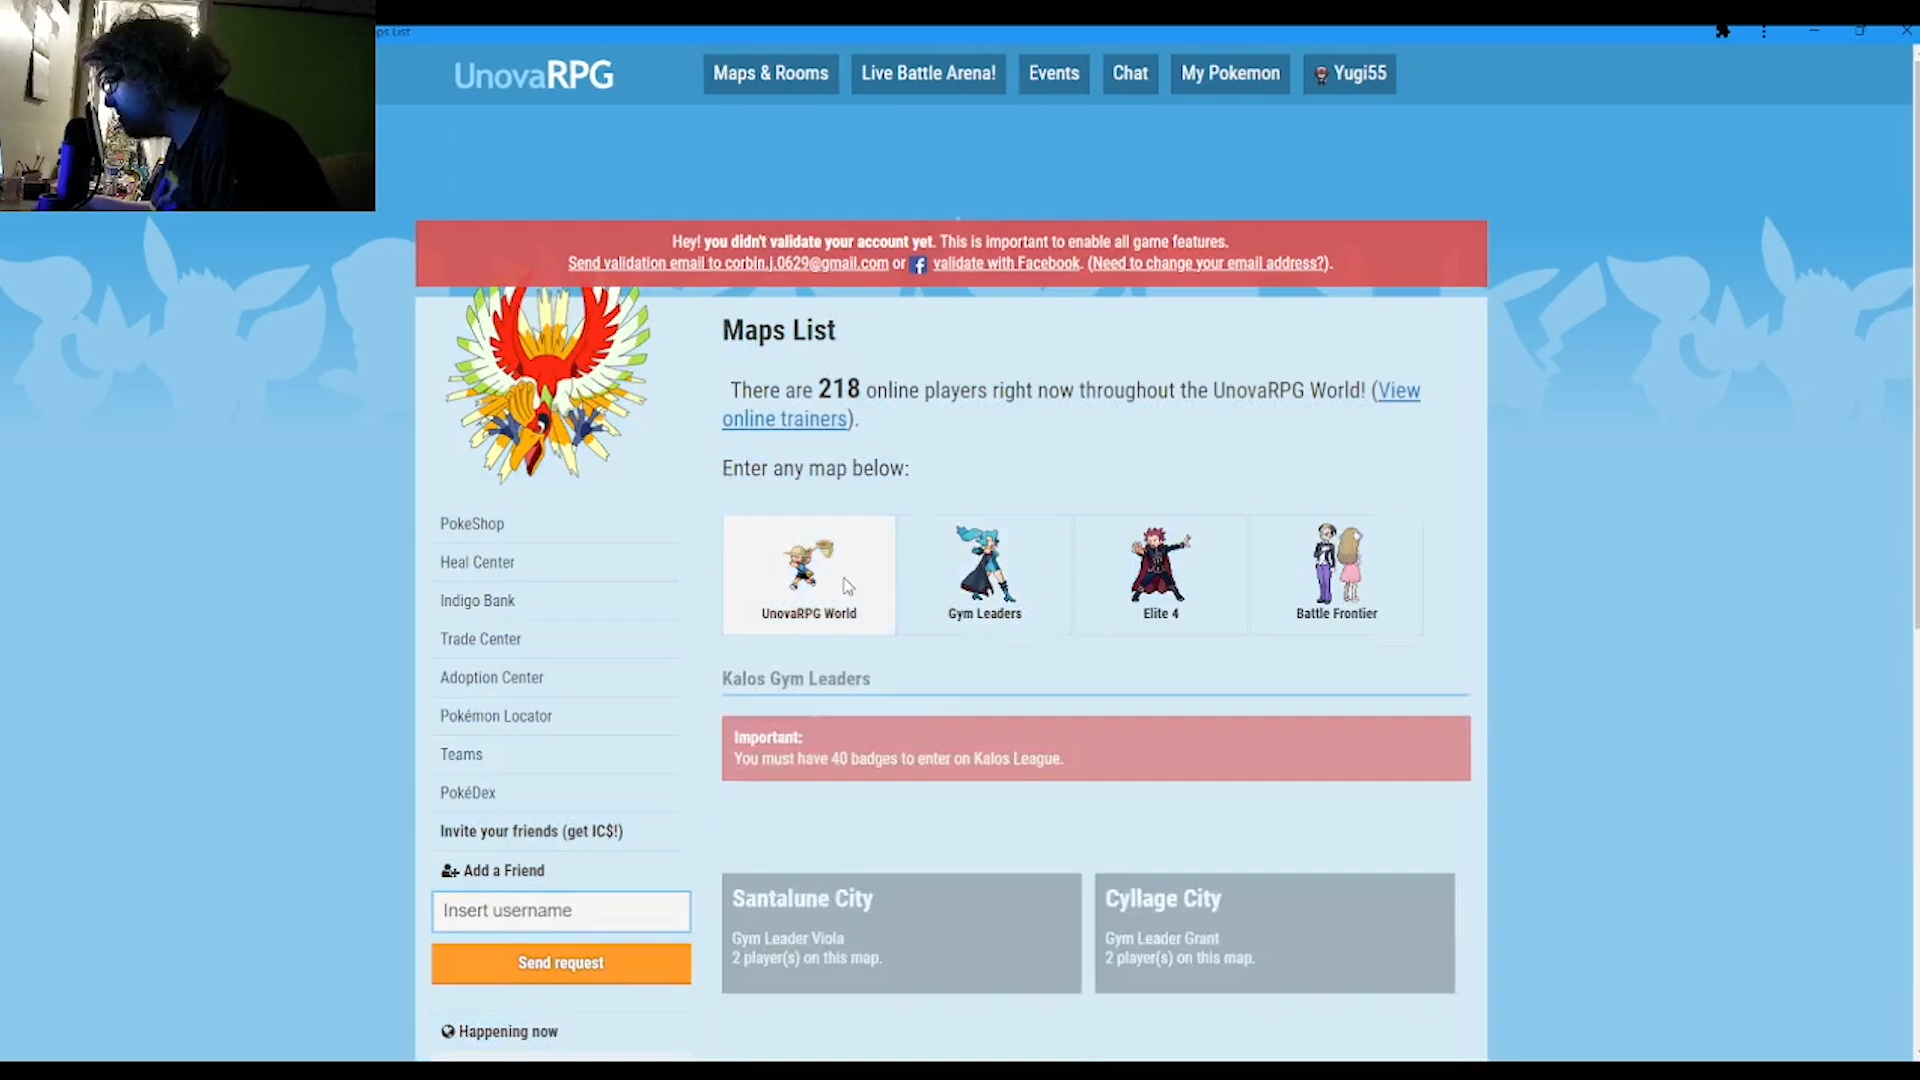 ps List
UnovaRPG
Maps & Rooms
Live Battle Arena!
Events
Chat
My Pokemon
Yugi55
Hey! you didn't validate your account yet. This is important to enable all game features.
Send validation email to corbin.j.0629@gmail.com or validate with Facebook. (Need to change your email address?).
Maps List
There are 218 online players right now throughout the UnovaRPG World! (View
online trainers).
Enter any map below:
UnovaRPG World
Gym Leaders
Elite 4
Battle Frontier
PokeShop
Heal Center
Indigo Bank
Trade Center
Adoption Center
Pokémon Locator
Teams
PokéDex
Invite your friends (get IC$!)
Add a Friend
Insert username
Send request
Happening now
Kalos Gym Leaders
Important:
You must have 40 badges to enter on Kalos League.
Santalune City
Gym Leader Viola
2 player(s) on this map.
Cyllage City
Gym Leader Grant
2 player(s) on this map.